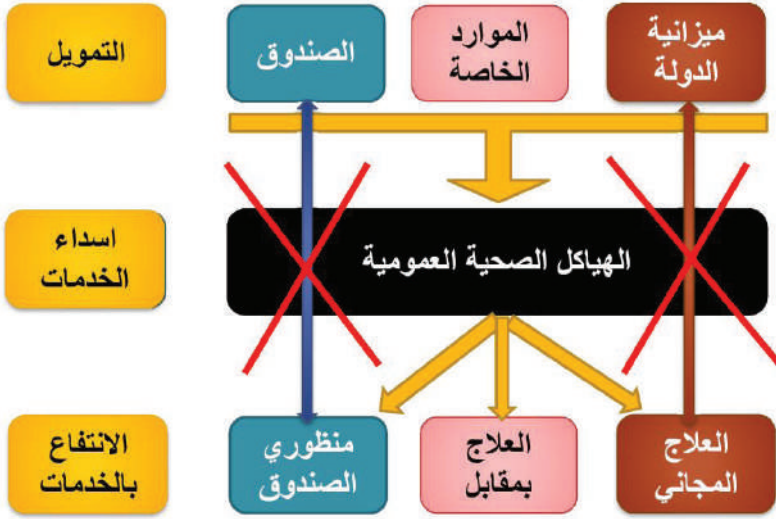 ميزانية
الدولة
الموارد
الخاصة
الصندوق
التمويل
الهياكل الصحية العمومية
اسداء
الخدمات
العلاج
المجاني
العلاج
بمقابل
منظوري
الصندوق
الانتفاع
بالخدمات